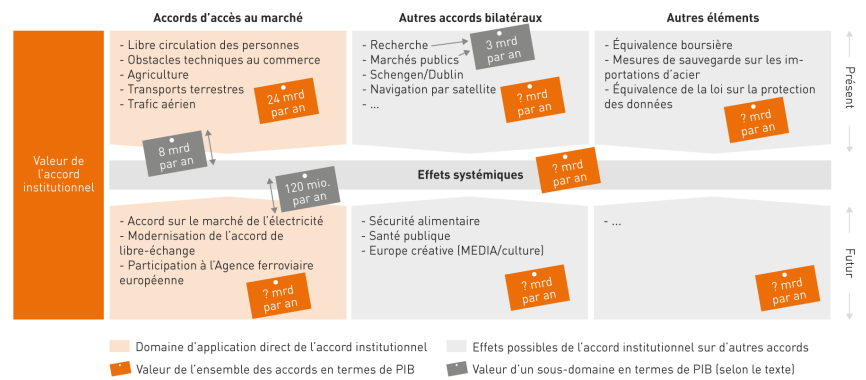 Accords d'accès au marché
Autres accords bilatéraux
Autres éléments
Valeur de
l'accord
institutionnel
- Libre circulation des personnes
- Obstacles techniques au commerce
- Agriculture
- Transports terrestres
- Trafic aérien
24 mrd
par an
- Recherche
- Marchés publics
- Schengen/Dublin
- Navigation par satellite
- ...
3 mrd
par an
? mrd
par an
- Équivalence boursière
- Mesures de sauvegarde sur les im-
portations d'acier
- Équivalence de la loi sur la protection
des données
? mrd
par an
Présent
8 mrd
par an
Effets systémiques
? mrd
par an
120 mio.
par an
- Accord sur le marché de l'électricité
- Modernisation de l'accord de
libre-échange
- Participation à l'Agence ferroviaire
européenne
? mrd
par an
- Sécurité alimentaire
- Santé publique
- Europe créative (MEDIA/culture)
? mrd
par an
- ...
? mrd
par an
Futur
Domaine d'application direct de l'accord institutionnel
Effets possibles de l'accord institutionnel sur d'autres accords
Valeur de l'ensemble des accords en termes de PIB
Valeur d'un sous-domaine en termes de PIB (selon le texte)